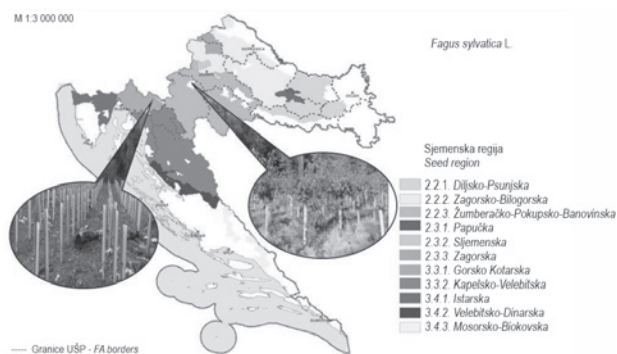 M 1:3 000 000
Fagus sylvatica L.
Sjemenska regija
Seed region
2.2.1. Diljsko-Psunjska
2.2.2. Zagorsko-Bilogorska
2.2.3. Žumberačko-Pokupsko-Banovinska
2.3.1. Papučka
2.3.2. Sljemenska
2.3.3. Zagorska
3.3.1. Gorsko Kotarska
3.3.2. Kapelsko-Velebitska
3.4.1. Istarska
3.4.2. Velebitsko-Dinarska
3.4.3. Mosorsko-Biokovska
Granice UŠP - FA borders